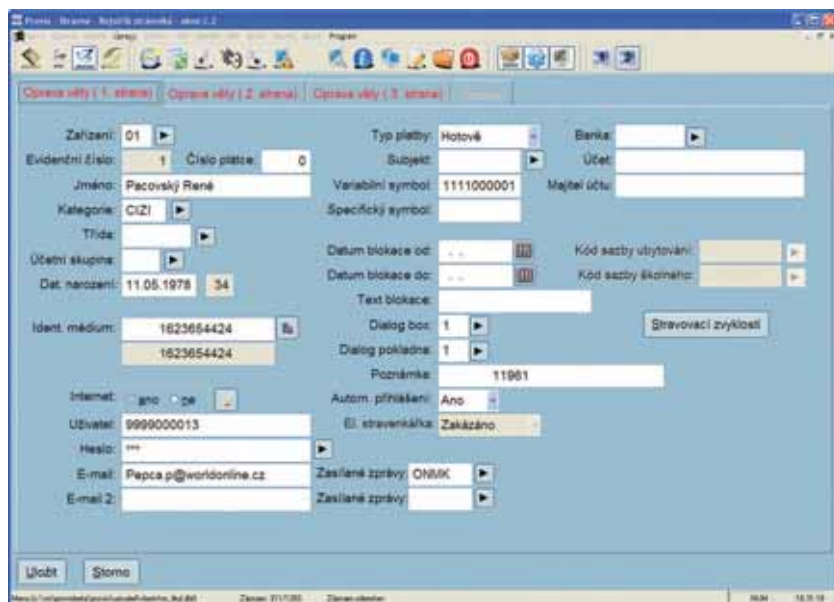 Program
Oprava věty ( 1. strana) Oprava věty ( 2. strana) Oprava věty ( 3. strana)
Zařízení: 01 Typ platby: Hotově Banka:
Evidenční číslo: 1 Číslo plátce: 0 Subjekt: Účet:
Jméno: Pacovský René Variabilní symbol: 1111000001 Majitel účtu:
Kategorie: CIZI Specifický symbol:
Třída:
Účetní skupina: Datum blokace od: . . Kód sazby ubytování:
Dat. narození: 11.05.1978 34 Datum blokace do: . . Kód sazby školného:
Text blokace:
Ident. médium: 1623654424 Dialog box: 1 Stravovací zvyklosti
1623654424 Dialog pokladna: 1
Poznámka: 11961
Internet: ano ne Autom. přihlášení: Ano
Uživatel: 9999000013 El. stravenkářka: Zakázáno
Heslo: ***
E-mail: Pepca.p@worldonline.cz Zasílané zprávy: ONMK
E-mail 2: Zasílané zprávy:
Uložit Storno